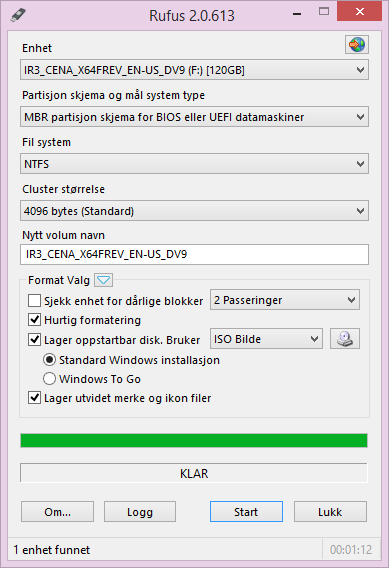 Rufus 2.0.613
Enhet
IR3_CENA_X64FREV_EN-US_DV9 (F:) [120GB]
Partisjon skjema og mål system type
MBR partisjon skjema for BIOS eller UEFI datamaskiner
Fil system
NTFS
Cluster størrelse
4096 bytes (Standard)
Nytt volum navn
IR3_CENA_X64FREV_EN-US_DV9
Format Valg
Sjekk enhet for dårlige blokker 2 Passeringer
Hurtig formatering
Lager oppstartbar disk. Bruker ISO Bilde
Standard Windows installasjon
Windows To Go
Lager utvidet merke og ikon filer
KLAR
Om... Logg Start Lukk
1 enhet funnet 00:01:12